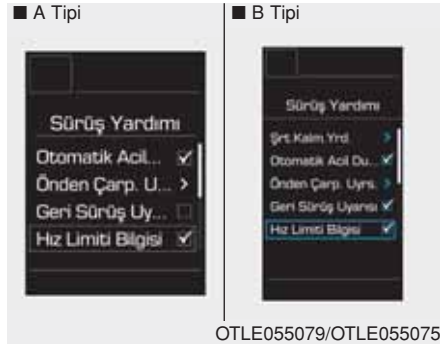 ■ A Tipi
Sürüş Yardımı
Otomatik Acil...
Önden Çarp. U... >
Geri Sürüş Uy...
Hız Limiti Bilgisi
■ B Tipi
Sürüş Yardımı
Şrt.Kalım Yrd. >
Otomatik Acil Du...
Önden Çarp. Uyrs. >
Geri Sürüş Uyarısı
Hız Limiti Bilgisi
OTLE055079/OTLE055075